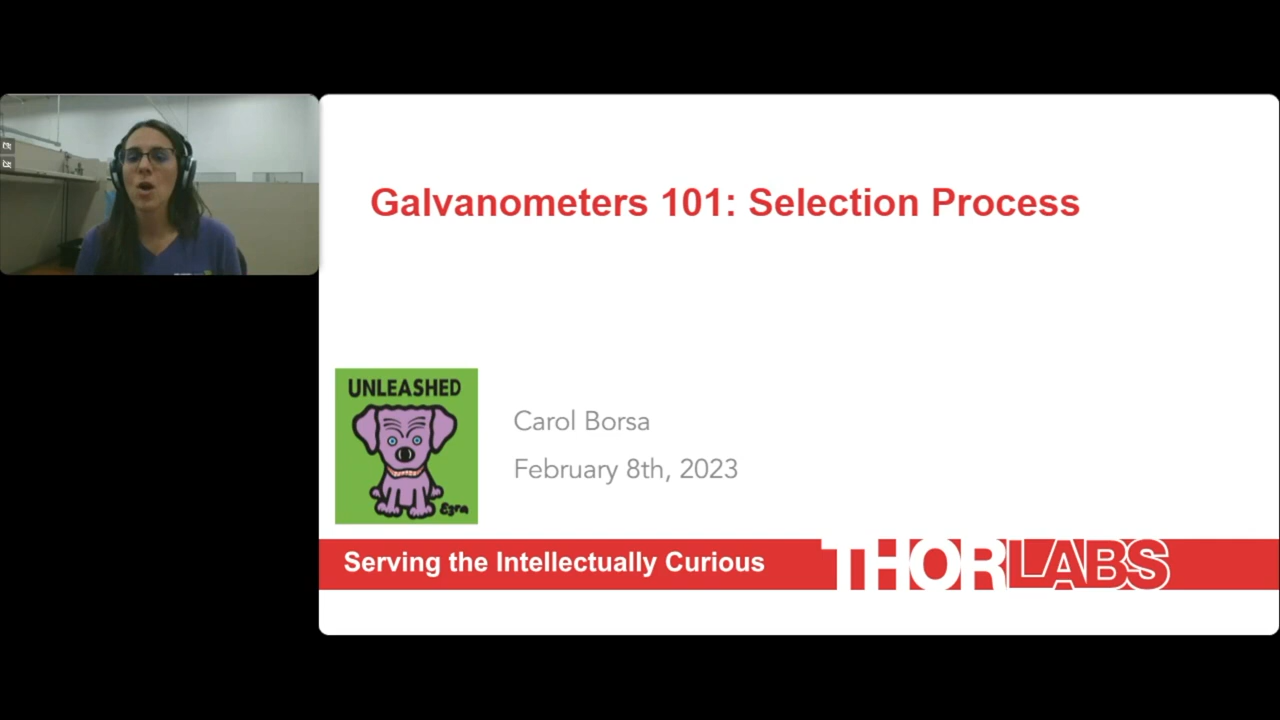 Galvanometers 101: Selection Process
UNLEASHED
Ezra
Carol Borsa
February 8th, 2023
Serving the Intellectually Curious
THORLABS